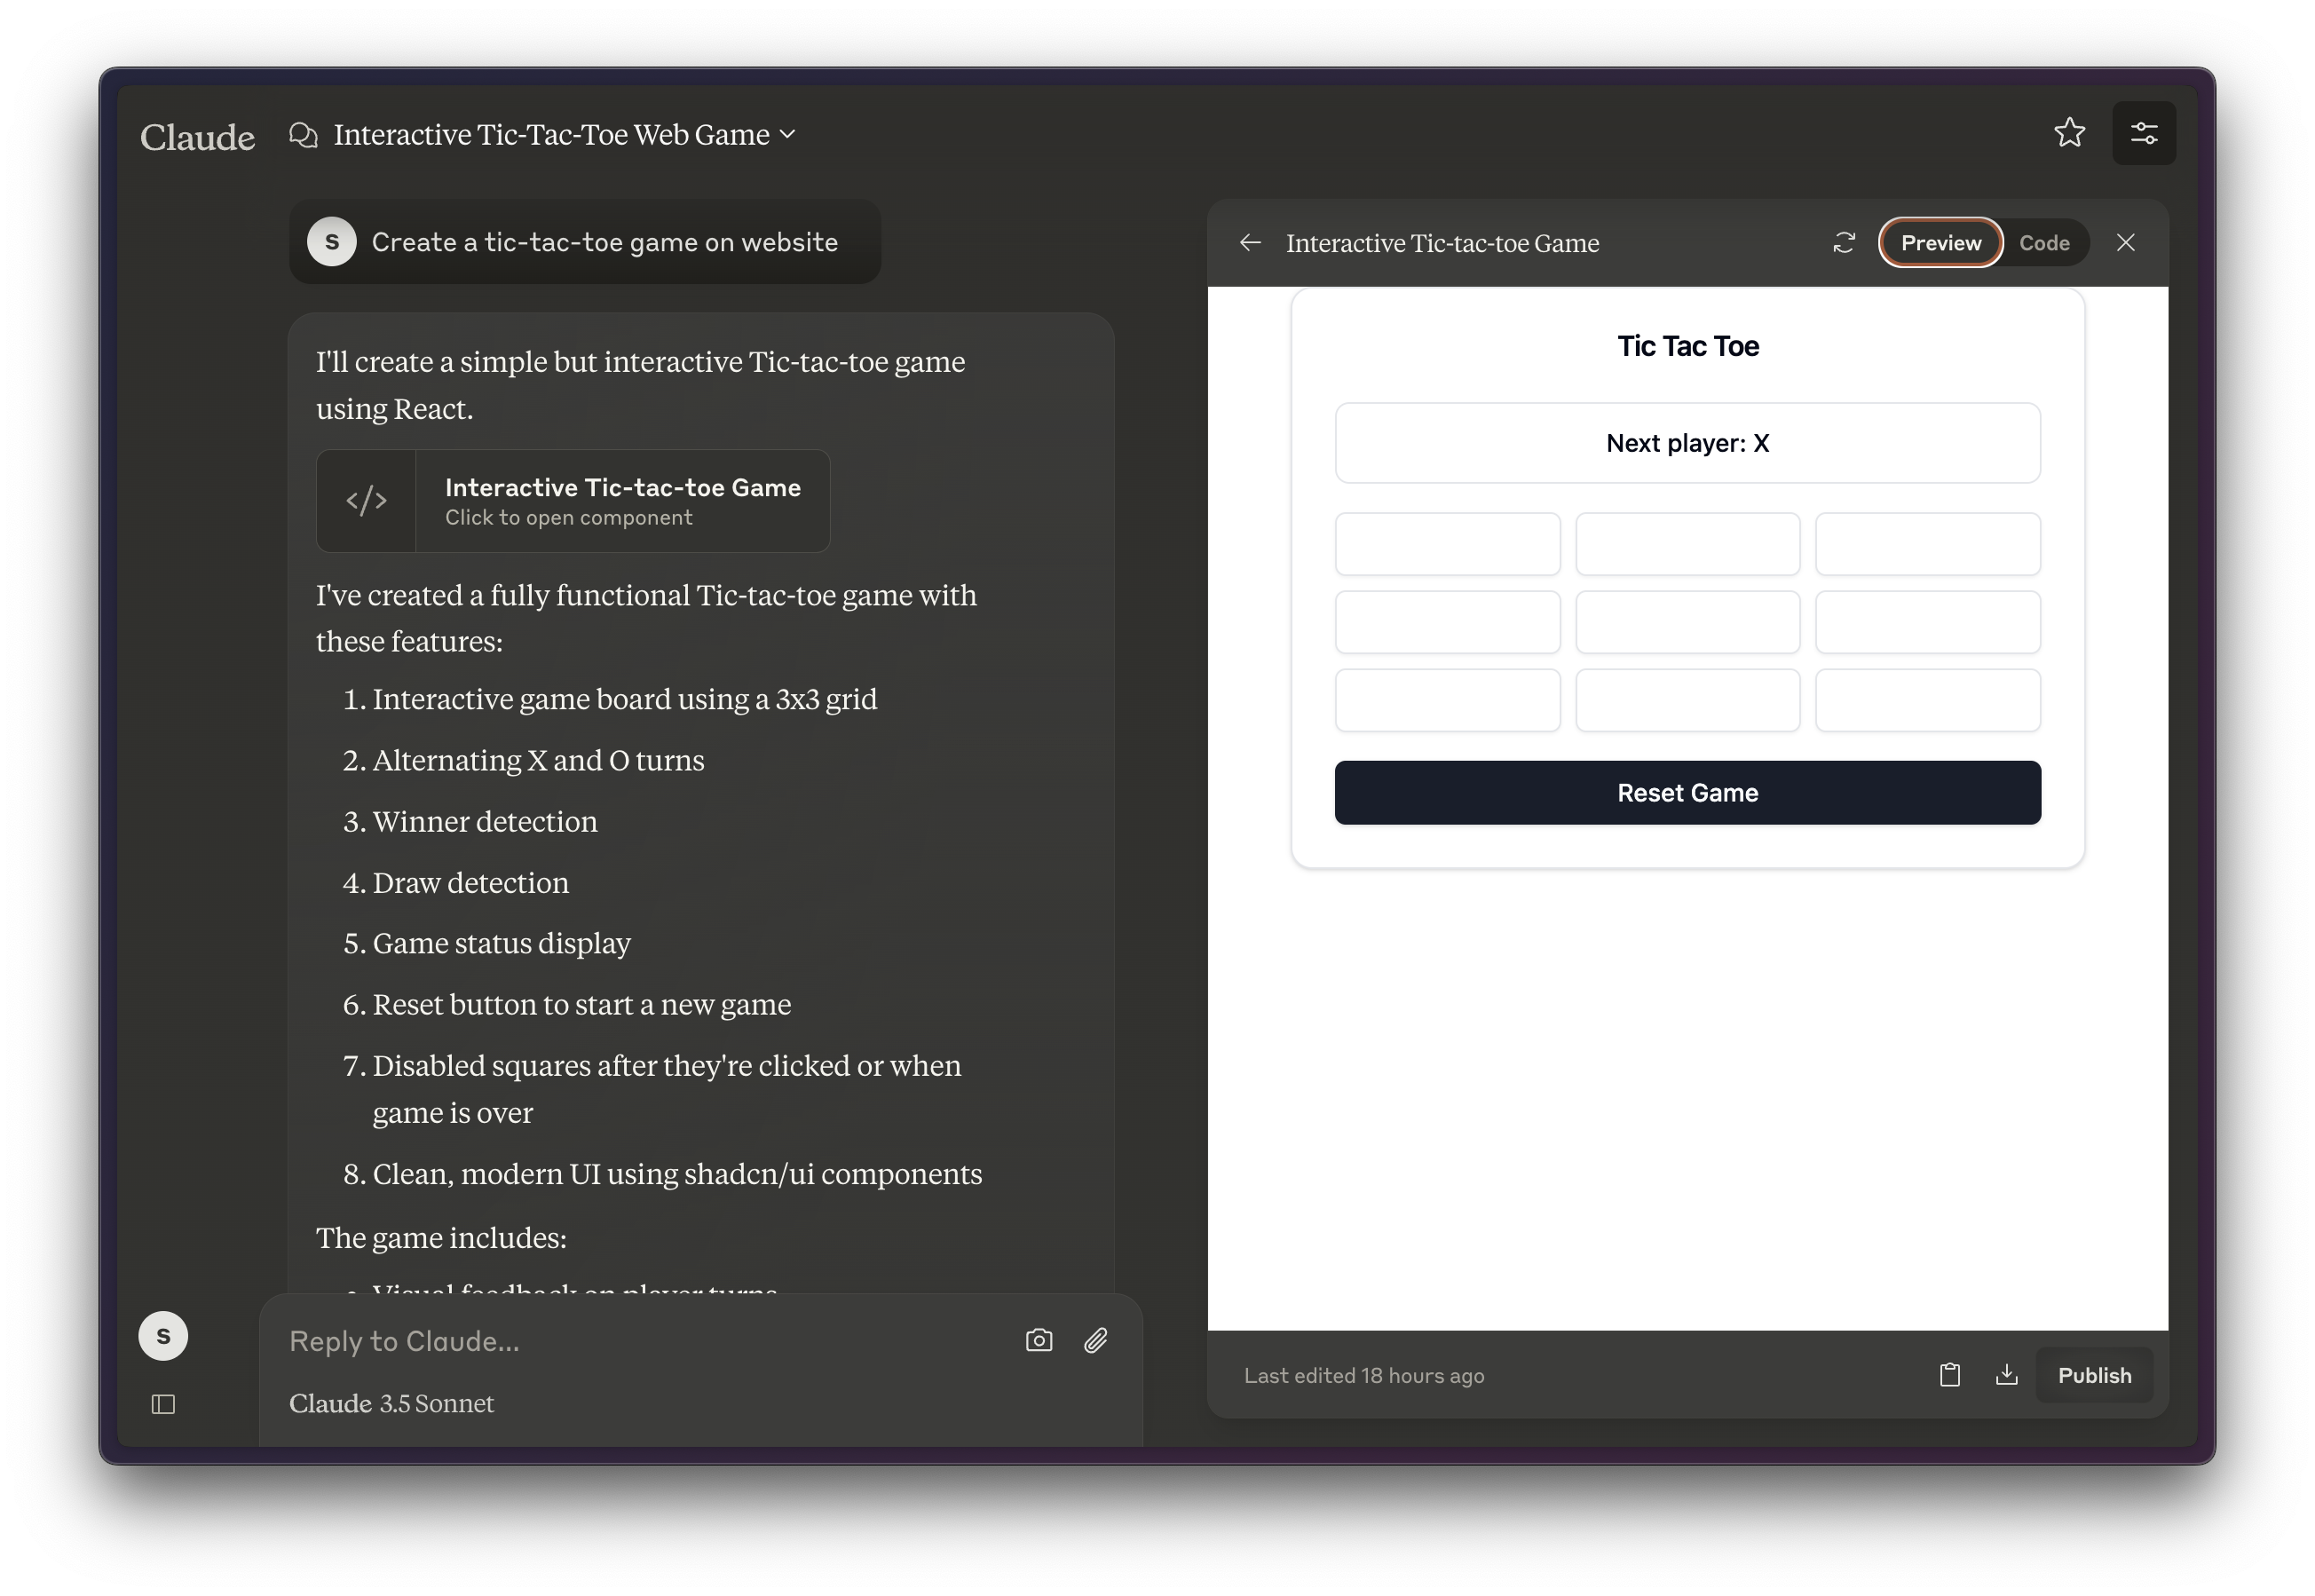 Claude
Interactive Tic-Tac-Toe Web Game
S
Create a tic-tac-toe game on website
I'll create a simple but interactive Tic-tac-toe game
using React.
</>
Interactive Tic-tac-toe Game
Click to open component
I've created a fully functional Tic-tac-toe game with
these features:
1. Interactive game board using a 3x3 grid
2. Alternating X and O turns
3. Winner detection
4. Draw detection
5. Game status display
6. Reset button to start a new game
7. Disabled squares after they're clicked or when
game is over
8. Clean, modern UI using shadcn/ui components
The game includes:
• Visual feedback on player turns
S
Reply to Claude...
Claude 3.5 Sonnet
Interactive Tic-tac-toe Game
Preview
Code
Tic Tac Toe
Next player: X
Reset Game
Last edited 18 hours ago
Publish